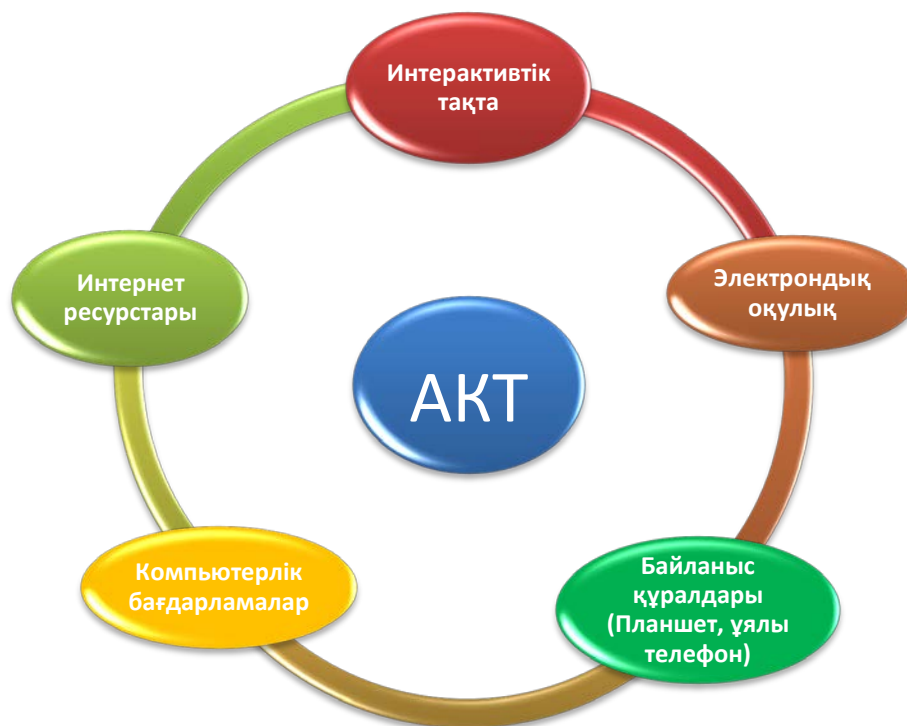 Интерактивтік
тақта
Электрондық
оқулық
Байланыс
құралдары
(Планшет, ұялы
телефон)
Компьютерлік
бағдарламалар
Интернет
ресурстары
АКТ